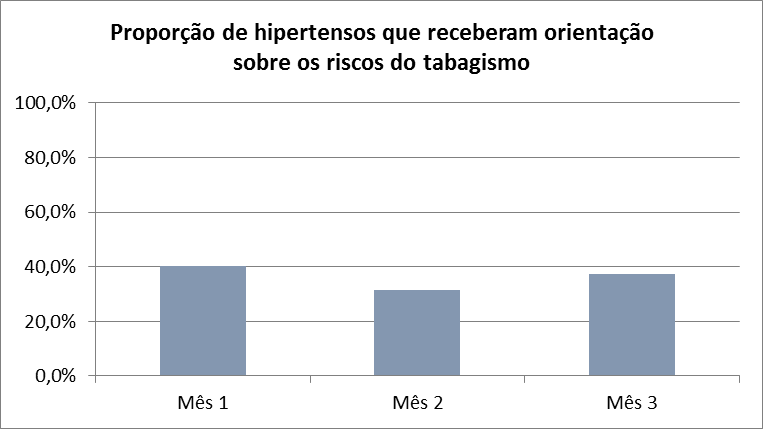 Proporção de hipertensos que receberam orientação
sobre os riscos do tabagismo
100,0%
80,0%
60,0%
40,0%
20,0%
0,0%
Mês 1
Mês 2
Mês 3